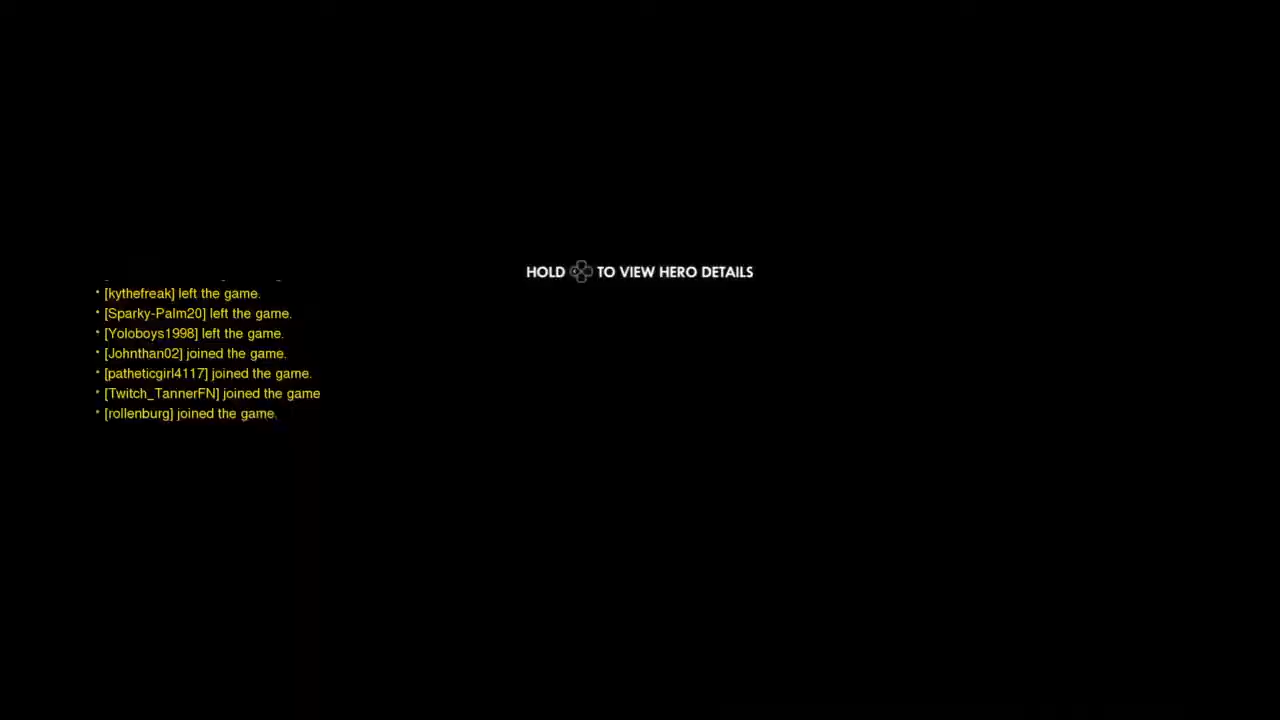 HOLD TO VIEW HERO DETAILS
[kythefreak] left the game.
[Sparky-Palm20] left the game.
[Yoloboys1998] left the game.
[Johnthan02] joined the game.
[patheticgirl4117] joined the game.
[Twitch_TannerFN] joined the game
[rollenburg] joined the game.